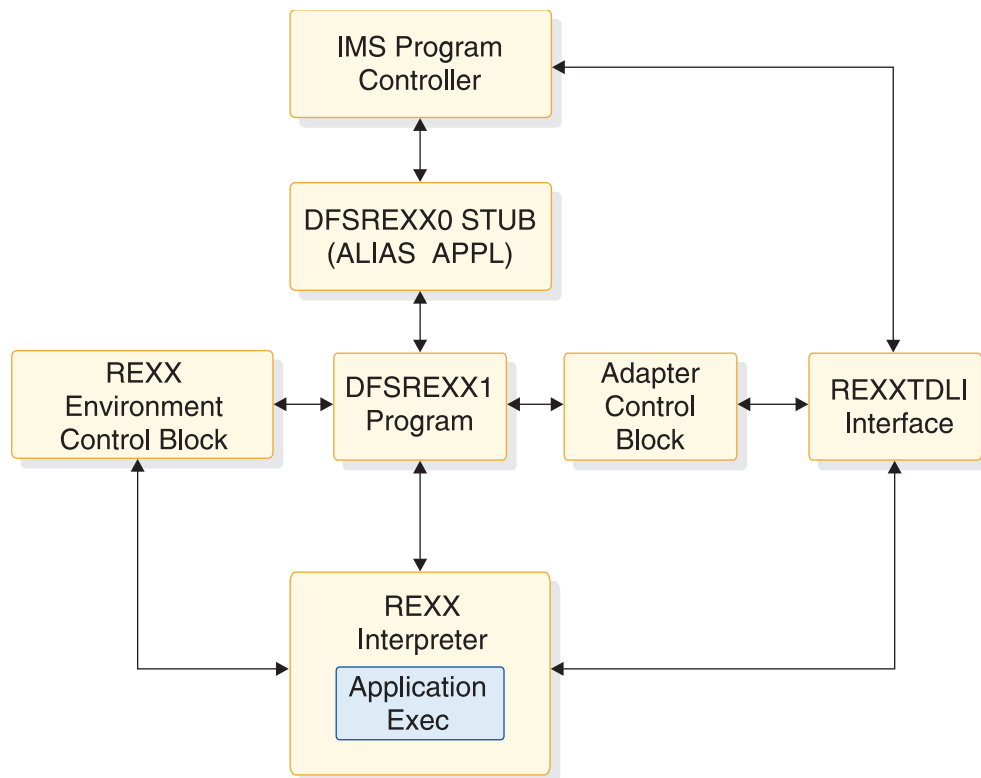 IMS Program
Controller
DFSREXX0 STUB
(ALIAS APPL)
REXX
Environment
Control Block
DFSREXX1
Program
Adapter
Control
Block
REXXTDLI
Interface
REXX
Interpreter
Application
Exec